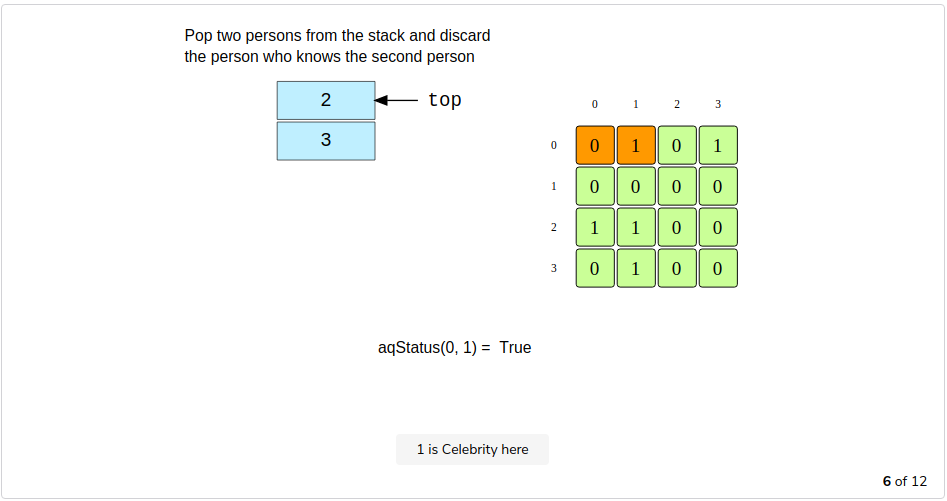 Pop two persons from the stack and discard
the person who knows the second person
2 top
3
0 1 2 3
0 0 1 0 1
1 0 0 0 0
2 1 1 0 0
3 0 1 0 0
aqStatus(0, 1) = True
1 is Celebrity here
6 of 12